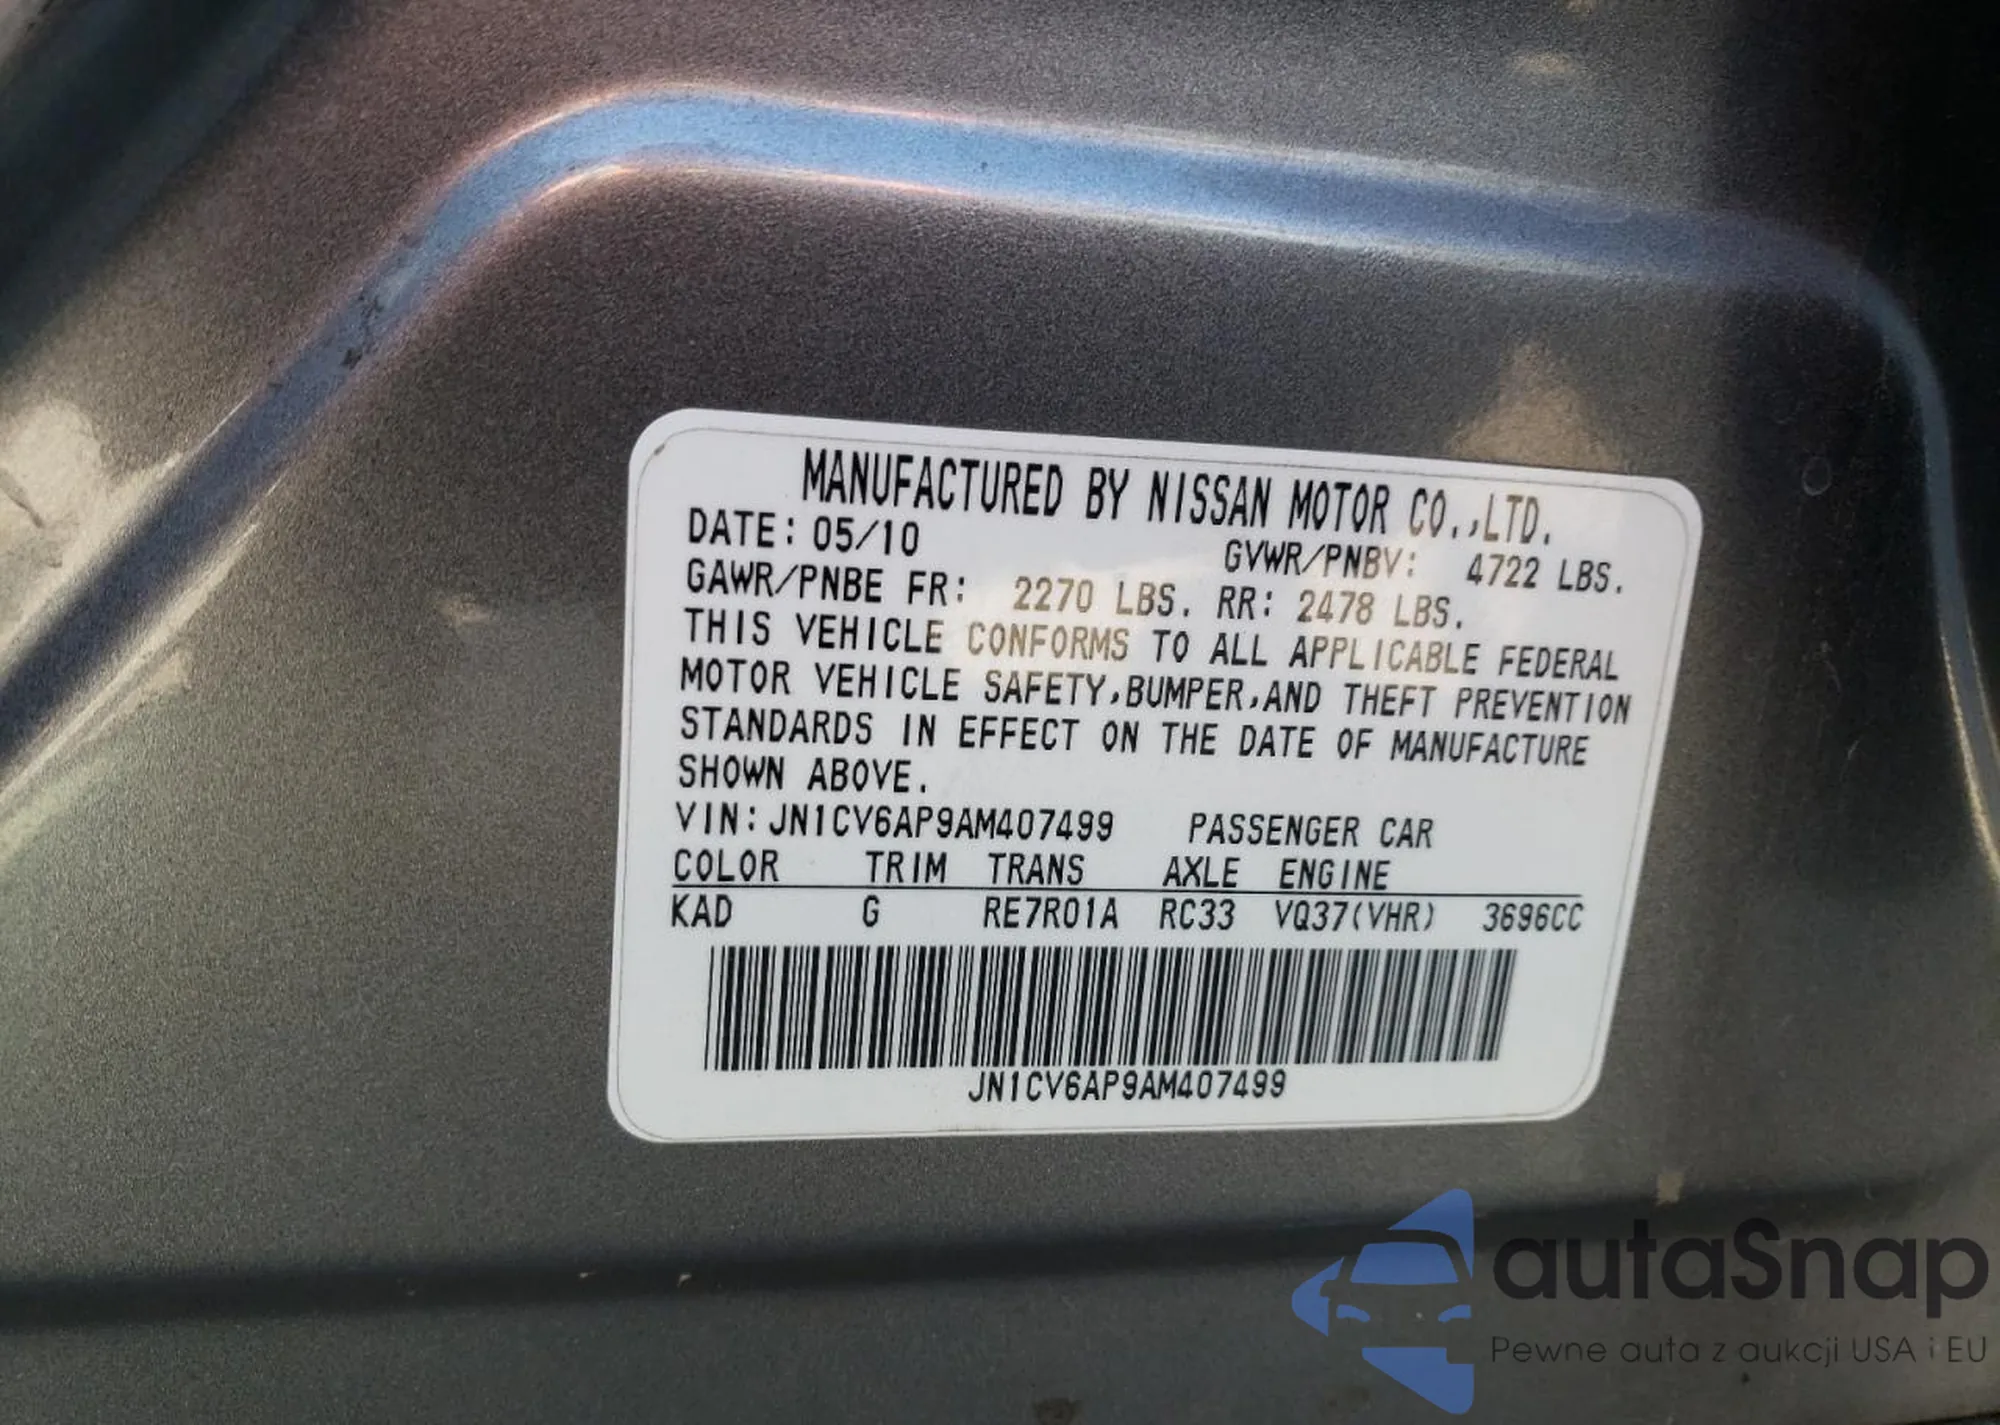 MANUFACTURED BY NISSAN MOTOR CO.,LTD.
DATE: 05/10 GVWR/PNBV: 4722 LBS.
GAWR/PNBE FR: 2270 LBS. RR: 2478 LBS.
THIS VEHICLE CONFORMS TO ALL APPLICABLE FEDERAL
MOTOR VEHICLE SAFETY,BUMPER,AND THEFT PREVENTION
STANDARDS IN EFFECT ON THE DATE OF MANUFACTURE
SHOWN ABOVE.
VIN: JN1CV6AP9AM407499 PASSENGER CAR
COLOR TRIM TRANS AXLE ENGINE
KAD G RE7R01A RC33 VQ37(VHR) 3696CC
JN1CV6AP9AM407499
autaSnap
Pewne auta z aukcji USA i EU